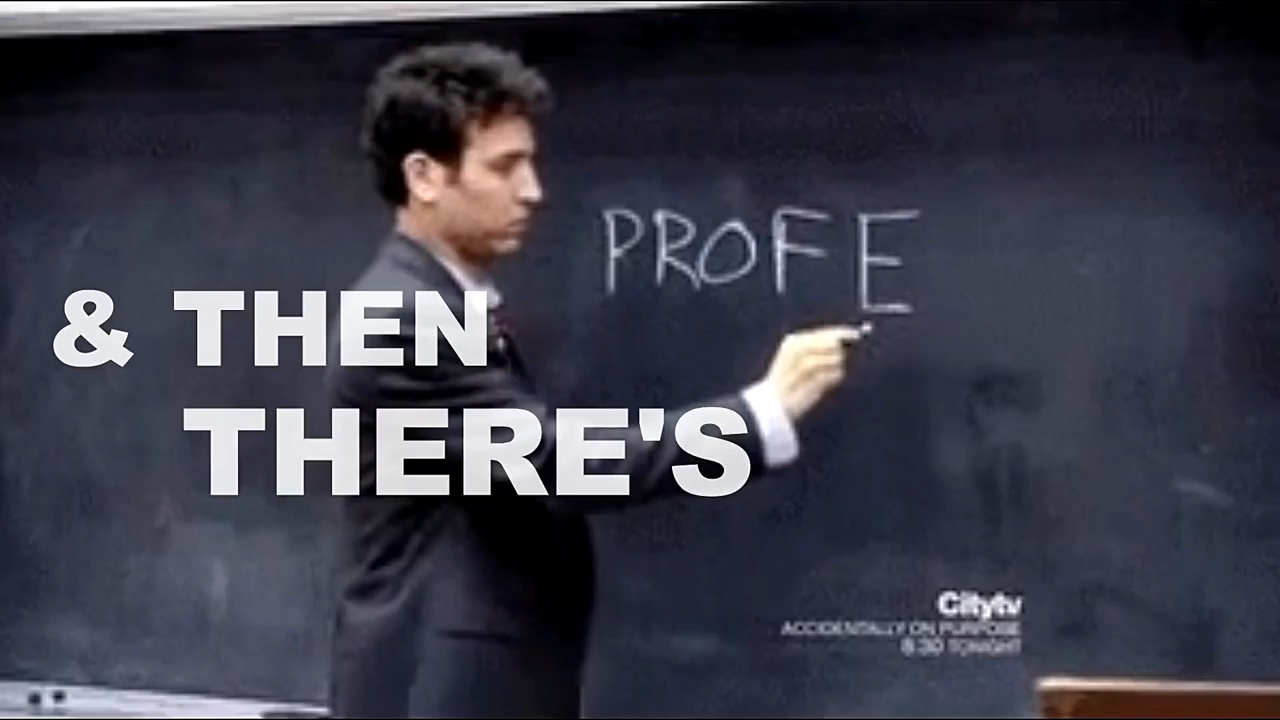 PROFE
& THEN
THERE'S
Citytv
ACCIDENTALLY ON PURPOSE
8:30 TONIGHT